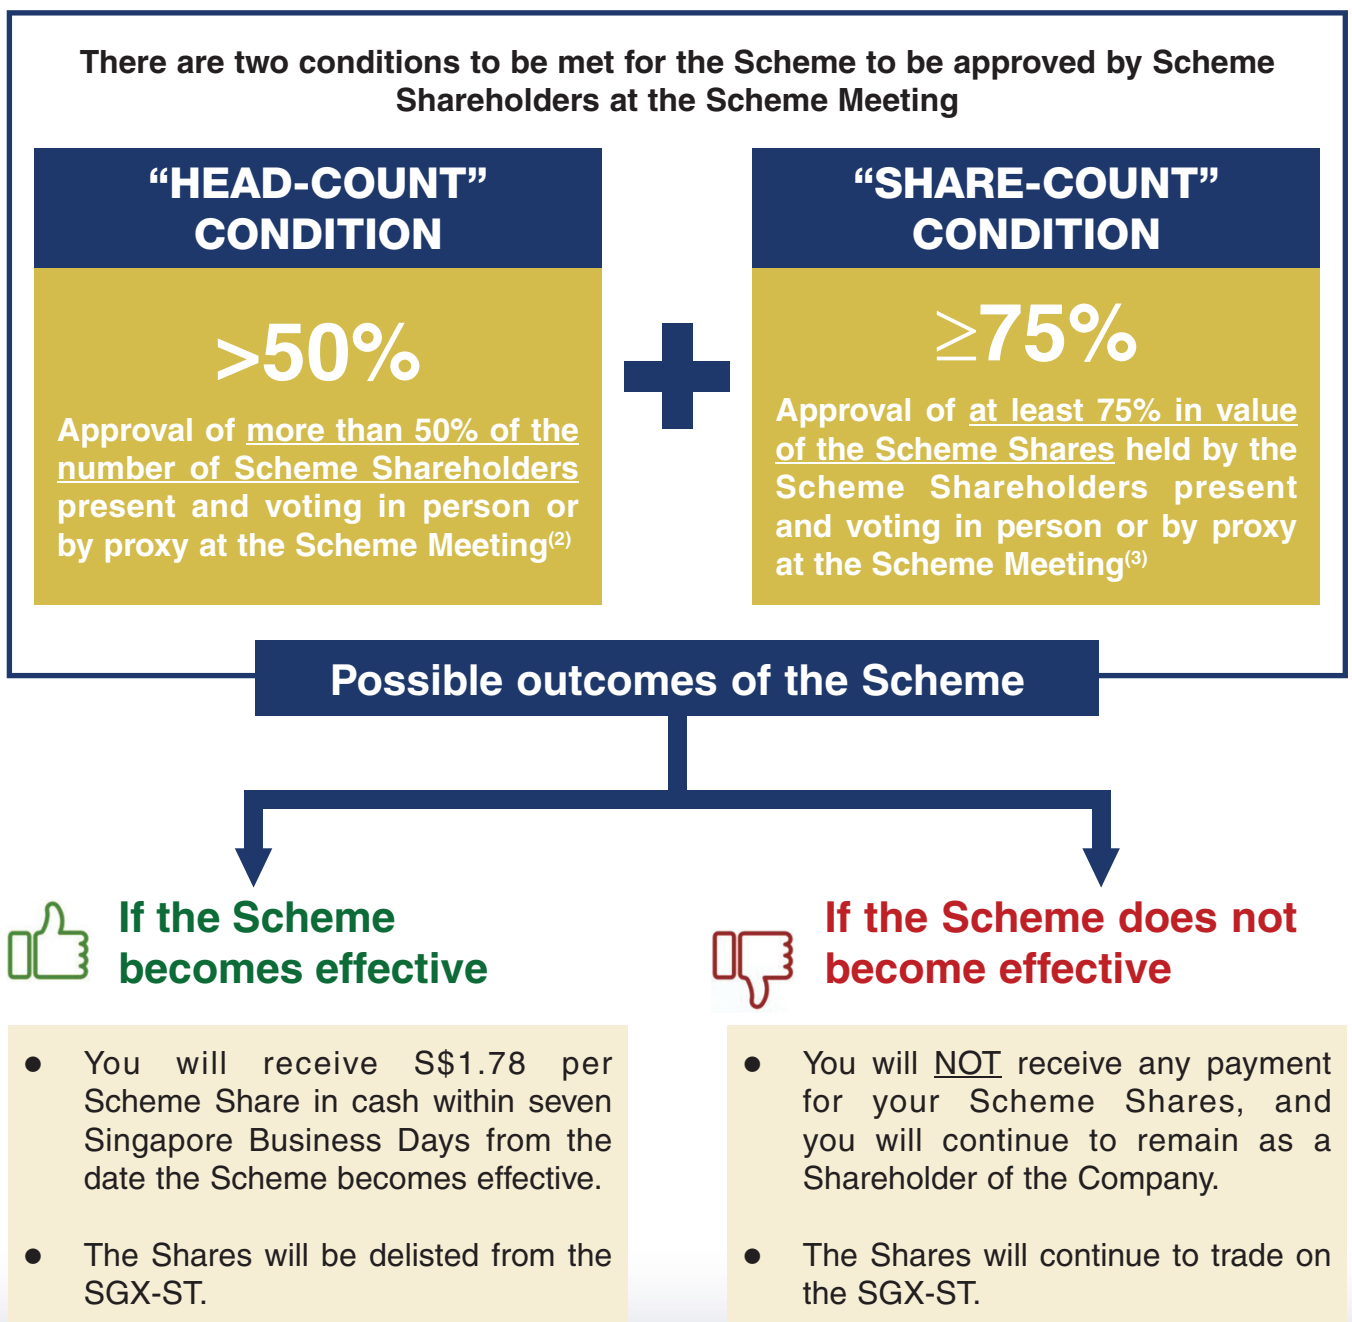 There are two conditions to be met for the Scheme to be approved by Scheme
Shareholders at the Scheme Meeting
“HEAD-COUNT”
CONDITION
>50%
Approval of more than 50% of the
number of Scheme Shareholders
present and voting in person or
by proxy at the Scheme Meeting(2)
“SHARE-COUNT”
CONDITION
≥75%
Approval of at least 75% in value
of the Scheme Shares held by the
Scheme Shareholders present
and voting in person or by proxy
at the Scheme Meeting(3)
Possible outcomes of the Scheme
If the Scheme
becomes effective
● You will receive S$1.78 per
Scheme Share in cash within seven
Singapore Business Days from the
date the Scheme becomes effective.
● The Shares will be delisted from the
SGX-ST.
If the Scheme does not
become effective
● You will NOT receive any payment
for your Scheme Shares, and
you will continue to remain as a
Shareholder of the Company.
● The Shares will continue to trade on
the SGX-ST.